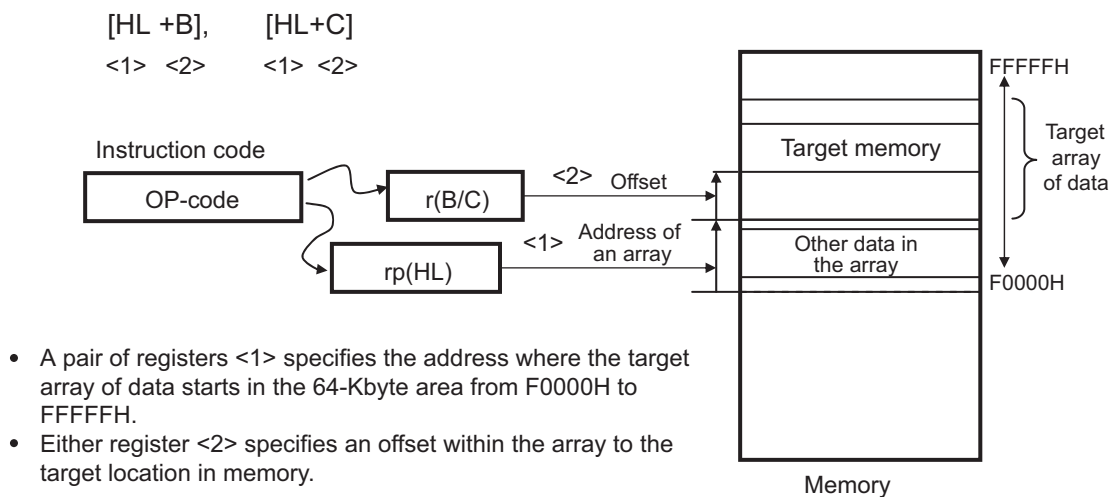 [HL +B], [HL+C]
<1> <2> <1> <2>
FFFFFH
Instruction code
OP-code
r(B/C)
<2> Offset
Target memory
Target
array
of data
rp(HL)
<1> Address of
an array
Other data in
the array
F0000H
• A pair of registers <1> specifies the address where the target
array of data starts in the 64-Kbyte area from F0000H to
FFFFFH.
• Either register <2> specifies an offset within the array to the
target location in memory.
Memory